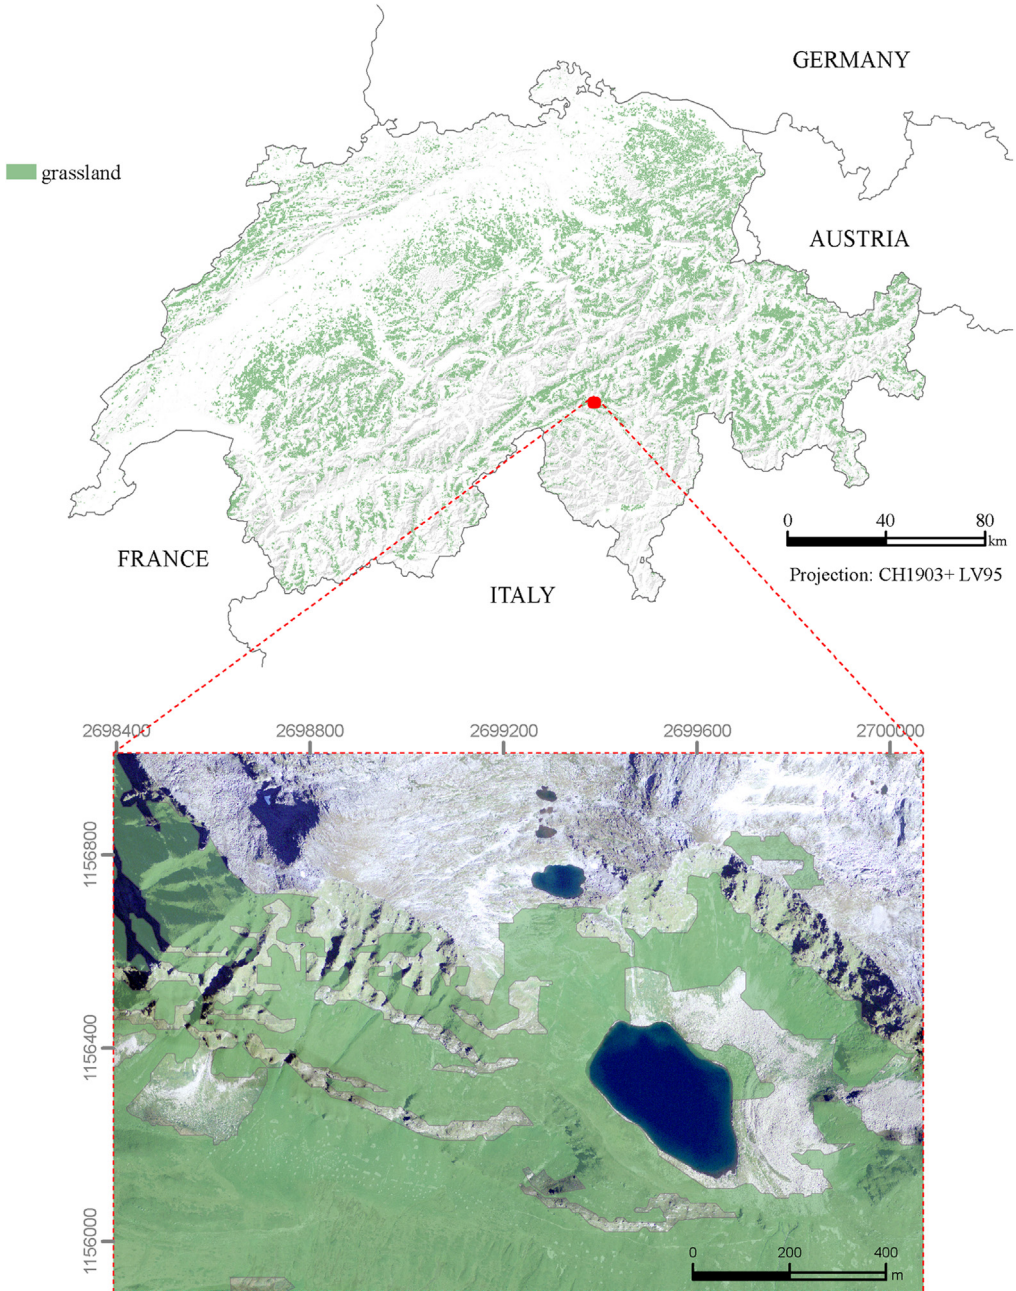 GERMANY
grassland
AUSTRIA
0 40 80
km
FRANCE
Projection: CH1903+ LV95
ITALY
2698400 2698800 2699200 2699600 2700000
1156800
1156400
1156000
0 200 400
m